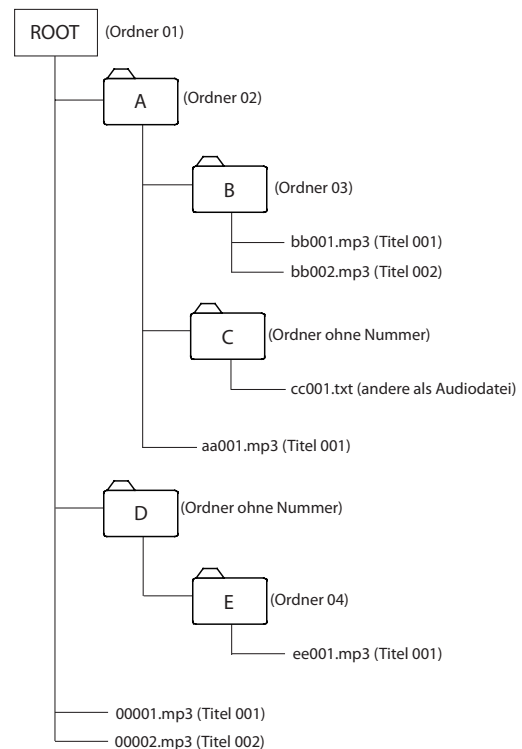 ROOT (Ordner 01)
A (Ordner 02)
B (Ordner 03)
bb001.mp3 (Titel 001)
bb002.mp3 (Titel 002)
C (Ordner ohne Nummer)
cc001.txt (andere als Audiodatei)
aa001.mp3 (Titel 001)
D (Ordner ohne Nummer)
E (Ordner 04)
ee001.mp3 (Titel 001)
00001.mp3 (Titel 001)
00002.mp3 (Titel 002)